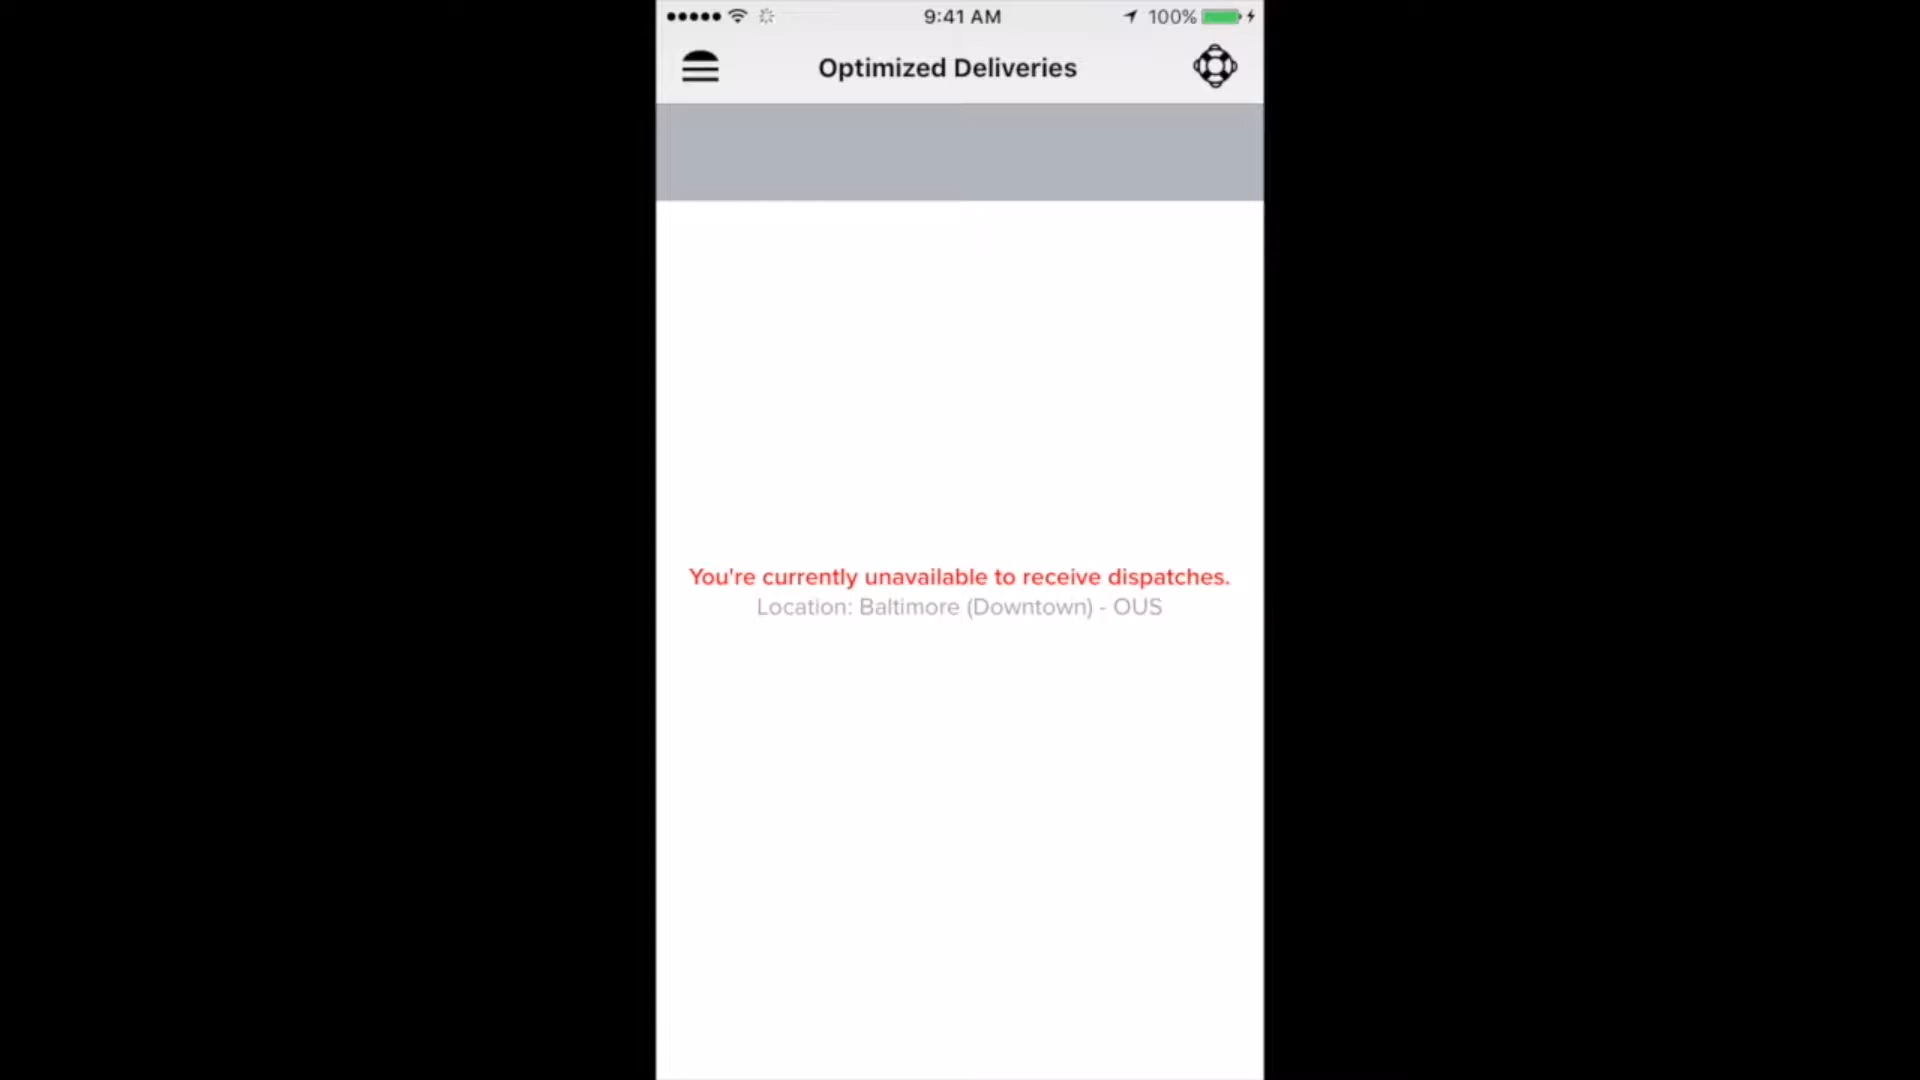 9:41 AM
100%
Optimized Deliveries
You're currently unavailable to receive dispatches.
Location: Baltimore (Downtown) - OUS